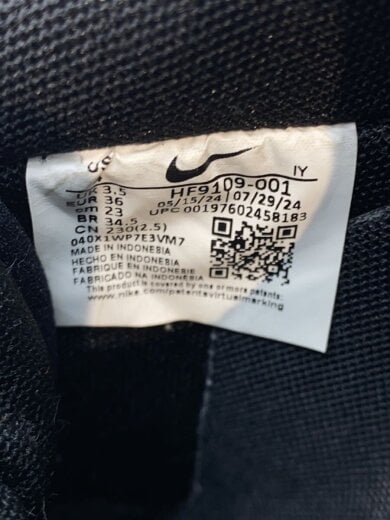 US
IY
UK 3.5
HF9109-001
EUR 36
05/15/24 07/29/24
cm 23
UPC 00197602458183
BR 34.5
CN 230(2.5)
040X1WP7E3VM7
MADE IN INDONESIA
HECHO EN INDONESIA
FABRIQUE EN INDONESIE
FABRICADO NA INDONESIA
This product is covered by one or more patents:
www.nike.com/patentsvirtualmarking